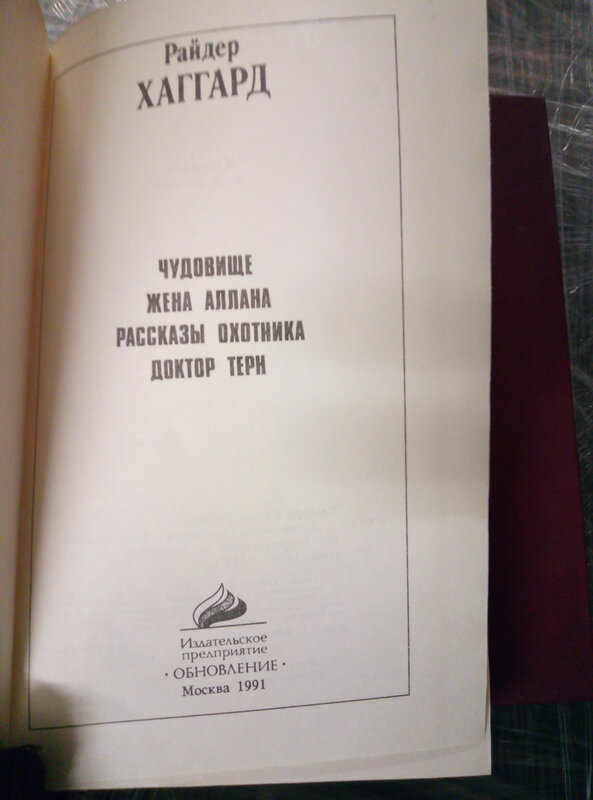 Райдер
ХАГГАРД
ЧУДОВИЩЕ
ЖЕНА АЛЛАНА
РАССКАЗЫ ОХОТНИКА
ДОКТОР ТЕРН
Издательское
предприятие
· ОБНОВЛЕНИЕ ·
Москва 1991